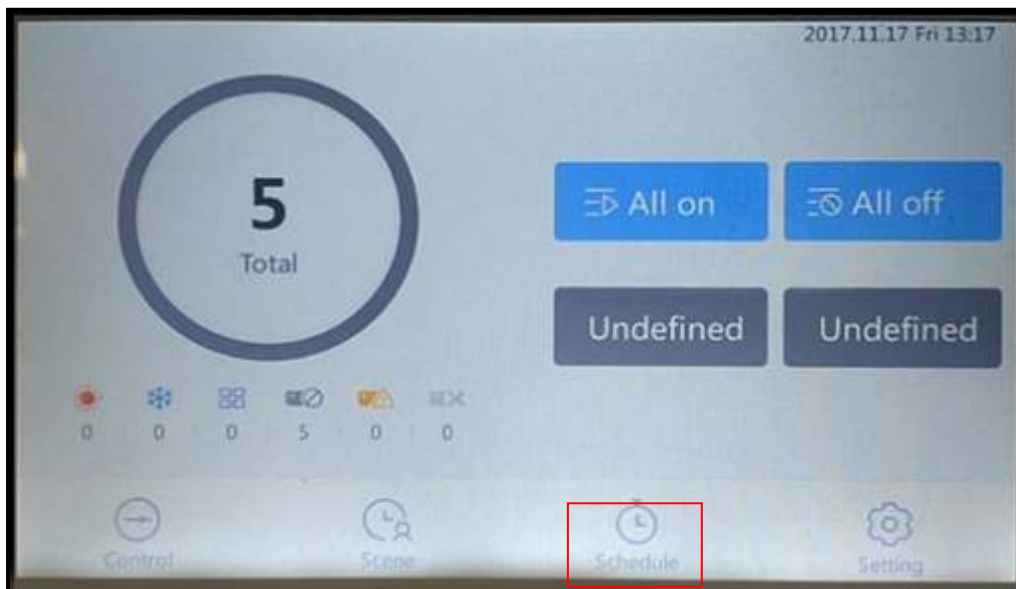 2017.11.17 Fri 13:17
5
Total
All on
All off
Undefined
Undefined
0
0
0
5
0
0
Control
Scene
Schedule
Setting